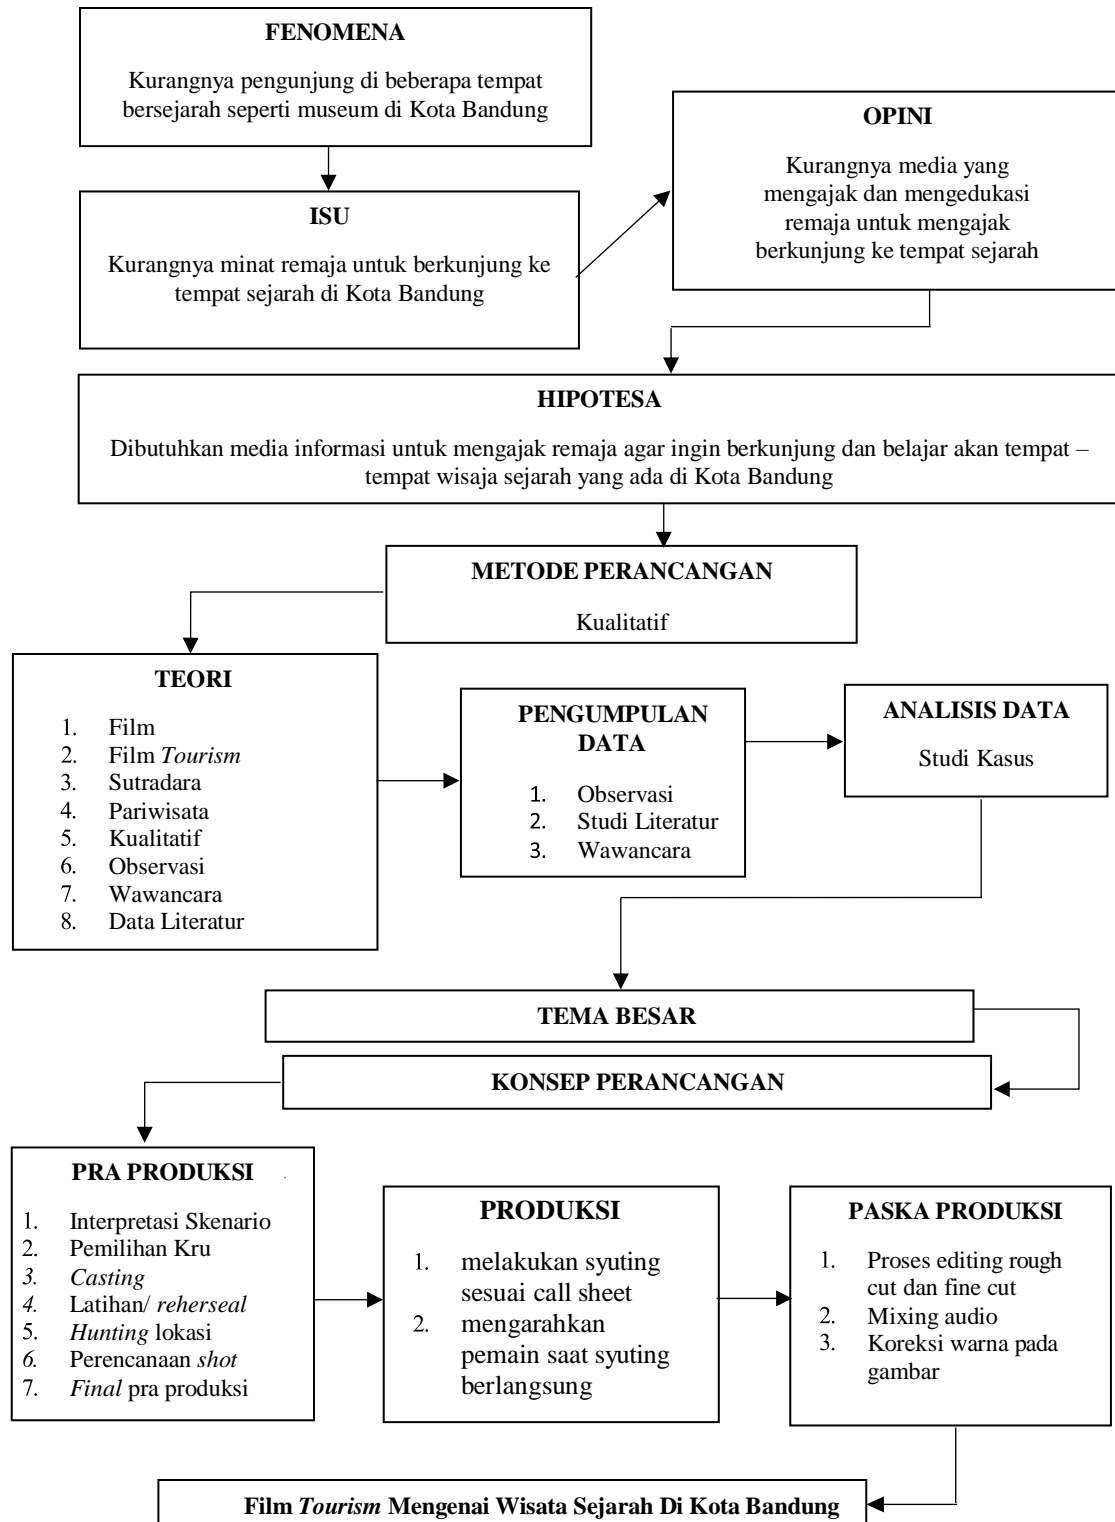 FENOMENA
Kurangnya pengunjung di beberapa tempat
bersejarah seperti museum di Kota Bandung
OPINI
Kurangnya media yang
mengajak dan mengedukasi
remaja untuk mengajak
berkunjung ke tempat sejarah
ISU
Kurangnya minat remaja untuk berkunjung ke
tempat sejarah di Kota Bandung
HIPOTESA
Dibutuhkan media informasi untuk mengajak remaja agar ingin berkunjung dan belajar akan tempat –
tempat wisaja sejarah yang ada di Kota Bandung
METODE PERANCANGAN
Kualitatif
TEORI
1. Film
2. Film Tourism
3. Sutradara
4. Pariwisata
5. Kualitatif
6. Observasi
7. Wawancara
8. Data Literatur
PENGUMPULAN
DATA
1. Observasi
2. Studi Literatur
3. Wawancara
ANALISIS DATA
Studi Kasus
TEMA BESAR
KONSEP PERANCANGAN
PRA PRODUKSI
1. Interpretasi Skenario
2. Pemilihan Kru
3. Casting
4. Latihan/ reherseal
5. Hunting lokasi
6. Perencanaan shot
7. Final pra produksi
PRODUKSI
1. melakukan syuting
sesuai call sheet
2. mengarahkan
pemain saat syuting
berlangsung
PASKA PRODUKSI
1. Proses editing rough
cut dan fine cut
2. Mixing audio
3. Koreksi warna pada
gambar
Film Tourism Mengenai Wisata Sejarah Di Kota Bandung